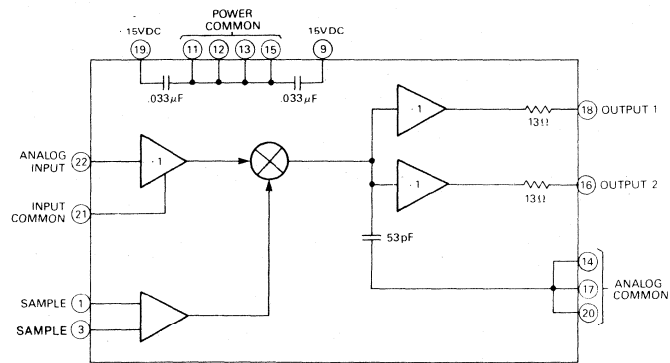 POWER
COMMON
15VDC
15VDC
19
11
12
13
15
9
.033µF
.033µF
ANALOG
INPUT
22
INPUT
COMMON
21
1
1
1
13Ω
18
OUTPUT 1
13Ω
16
OUTPUT 2
53pF
14
17
20
ANALOG
COMMON
SAMPLE
1
SAMPLE
3